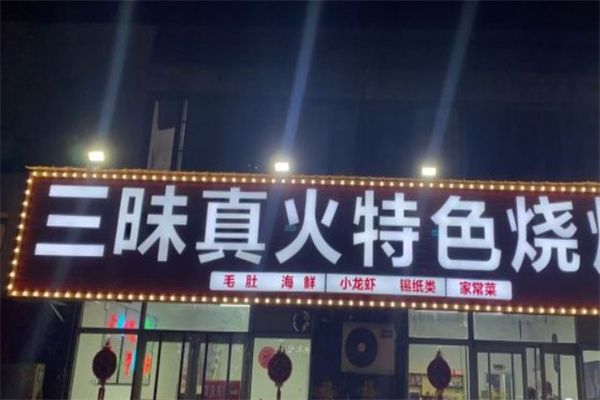 三昧真火特色烧
毛肚 海鲜 小龙虾 锡纸类 家常菜